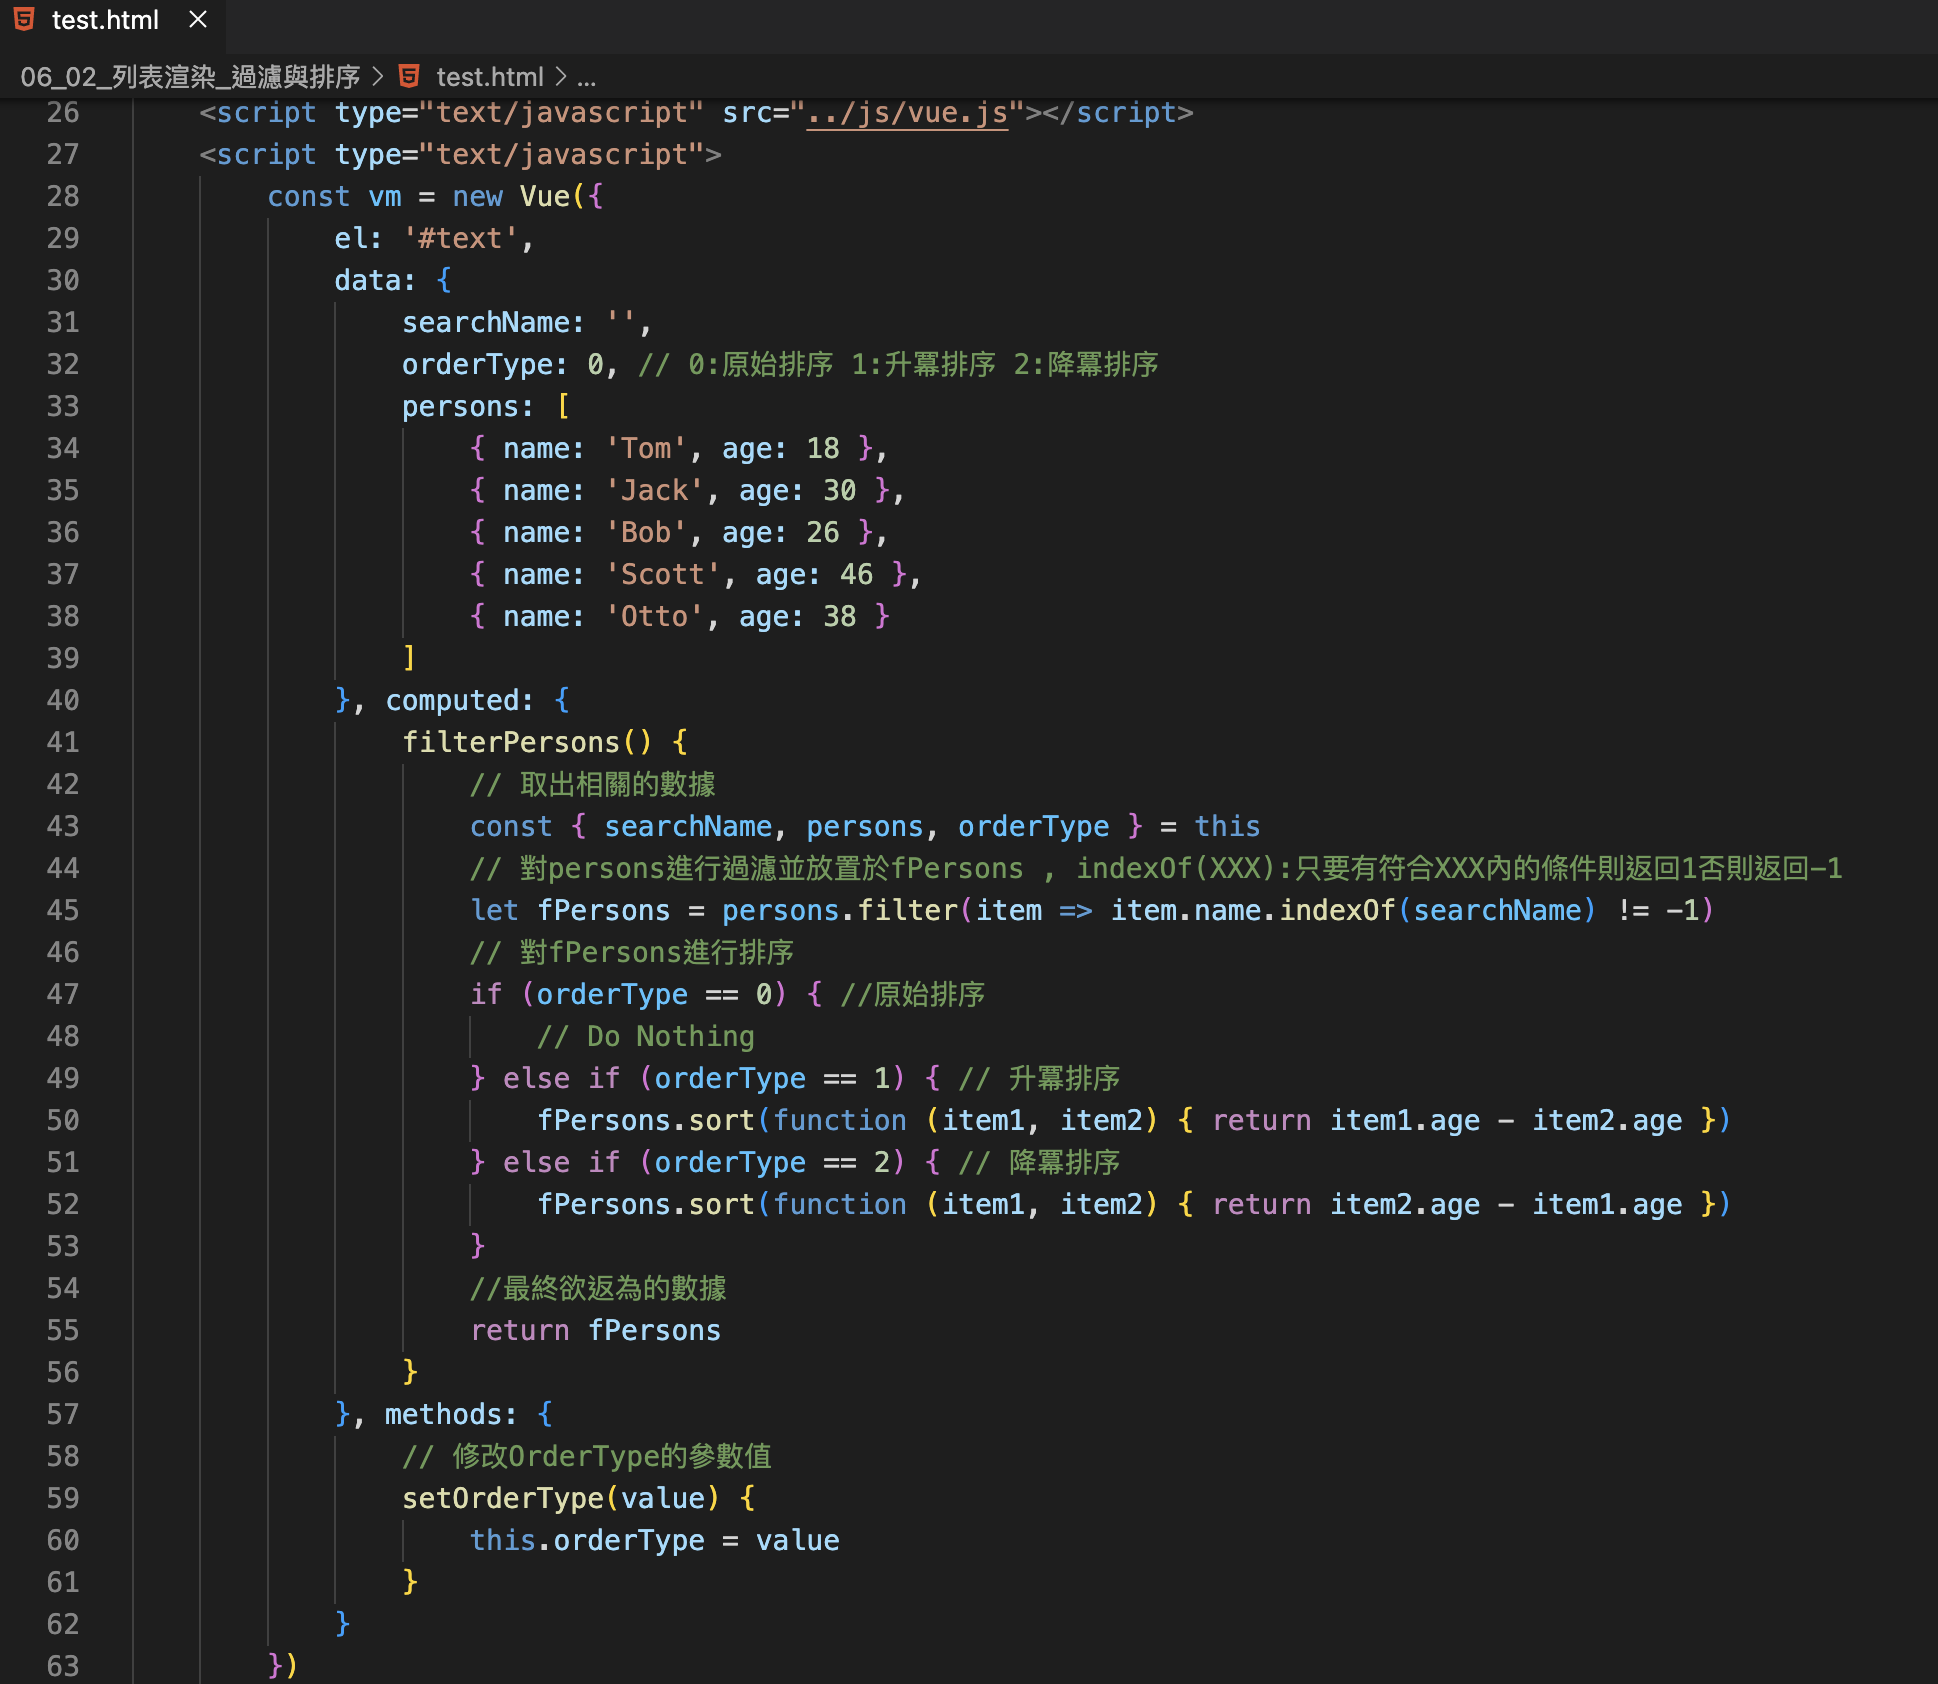 test.html ×
06_02_列表渲染_過濾與排序 > test.html > ...
26 <script type="text/javascript" src="../js/vue.js"></script>
27 <script type="text/javascript">
28 const vm = new Vue({
29 el: '#text',
30 data: {
31 searchName: '',
32 orderType: 0, // 0:原始排序 1:升冪排序 2:降冪排序
33 persons: [
34 { name: 'Tom', age: 18 },
35 { name: 'Jack', age: 30 },
36 { name: 'Bob', age: 26 },
37 { name: 'Scott', age: 46 },
38 { name: 'Otto', age: 38 }
39 ]
40 }, computed: {
41 filterPersons() {
42 // 取出相關的數據
43 const { searchName, persons, orderType } = this
44 // 對persons進行過濾並放置於fPersons , indexOf(XXX):只要有符合XXX內的條件則返回1否則返回-1
45 let fPersons = persons.filter(item => item.name.indexOf(searchName) != -1)
46 // 對fPersons進行排序
47 if (orderType == 0) { //原始排序
48 // Do Nothing
49 } else if (orderType == 1) { // 升冪排序
50 fPersons.sort(function (item1, item2) { return item1.age - item2.age })
51 } else if (orderType == 2) { // 降冪排序
52 fPersons.sort(function (item1, item2) { return item2.age - item1.age })
53 }
54 //最終欲返為的數據
55 return fPersons
56 }
57 }, methods: {
58 // 修改OrderType的參數值
59 setOrderType(value) {
60 this.orderType = value
61 }
62 }
63 })